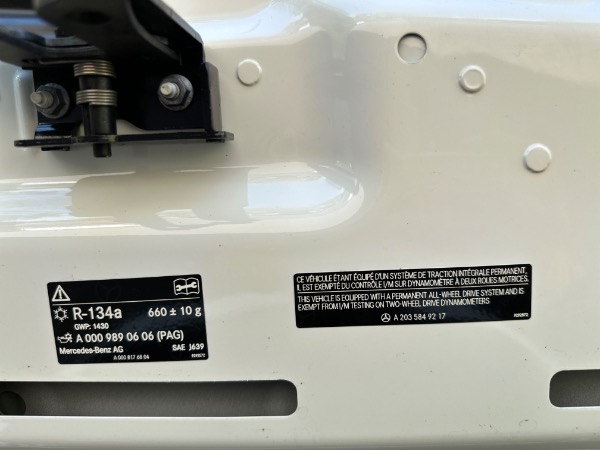 R-134a 660 ± 10 g
GWP: 1430
A 000 989 06 06 (PAG)
Mercedes-Benz AG SAE J639
A 000 817 68 04
CE VÉHICULE ÉTANT ÉQUIPÉ D'UN SYSTÈME DE TRACTION INTÉGRALE PERMANENT,
IL EST EXEMPTÉ DU CONTRÔLE I/M SUR DYNAMOMÈTRE À DEUX ROUES MOTRICES.
THIS VEHICLE IS EQUIPPED WITH A PERMANENT ALL-WHEEL DRIVE SYSTEM AND IS
EXEMPT FROM I/M TESTING ON TWO-WHEEL DRIVE DYNAMOMETERS.
A 203 584 92 17